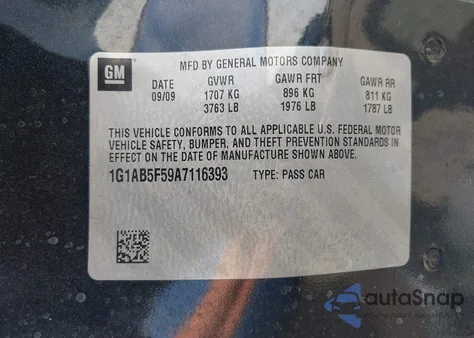 GM
MFD BY GENERAL MOTORS COMPANY
DATE GVWR GAWR FRT GAWR RR
09/09 1707 KG 896 KG 811 KG
3763 LB 1976 LB 1787 LB
THIS VEHICLE CONFORMS TO ALL APPLICABLE U.S. FEDERAL MOTOR
VEHICLE SAFETY, BUMPER, AND THEFT PREVENTION STANDARDS IN
EFFECT ON THE DATE OF MANUFACTURE SHOWN ABOVE.
1G1AB5F59A7116393 TYPE: PASS CAR
autoSnap